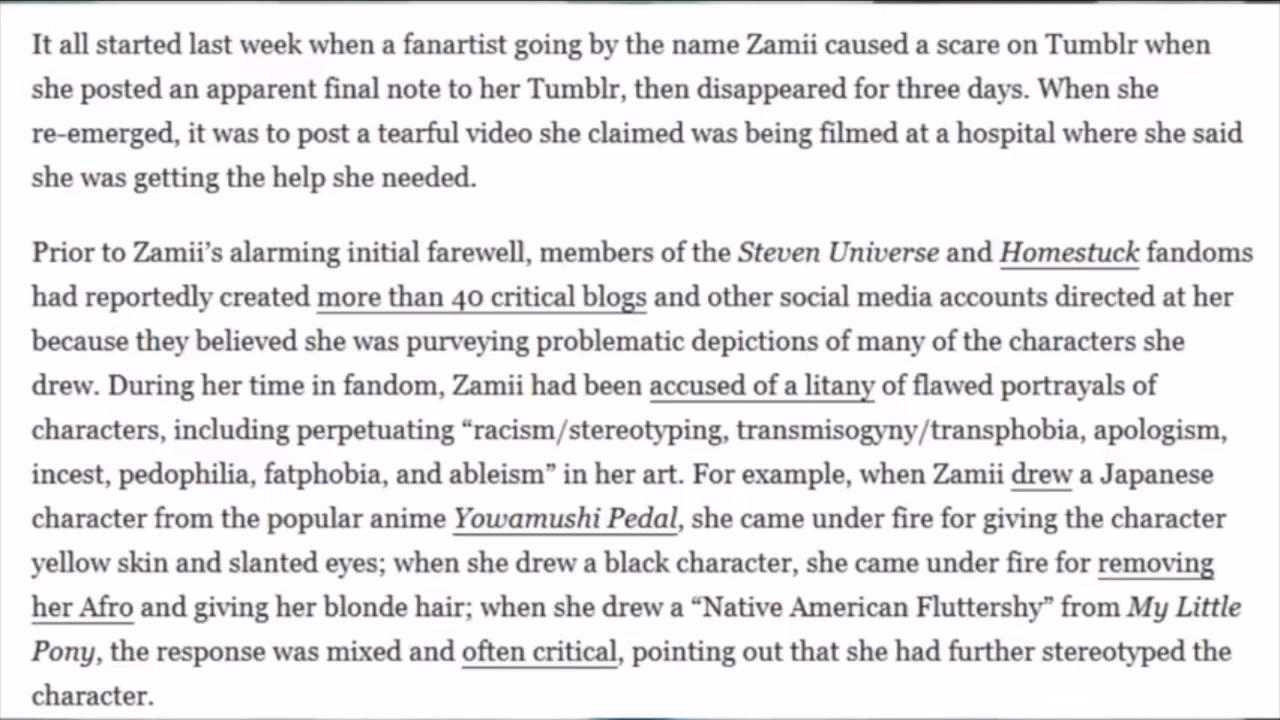 It all started last week when a fanartist going by the name Zamii caused a scare on Tumblr when
she posted an apparent final note to her Tumblr, then disappeared for three days. When she
re-emerged, it was to post a tearful video she claimed was being filmed at a hospital where she said
she was getting the help she needed.
Prior to Zamii’s alarming initial farewell, members of the Steven Universe and Homestuck fandoms
had reportedly created more than 40 critical blogs and other social media accounts directed at her
because they believed she was purveying problematic depictions of many of the characters she
drew. During her time in fandom, Zamii had been accused of a litany of flawed portrayals of
characters, including perpetuating “racism/stereotyping, transmisogyny/transphobia, apologism,
incest, pedophilia, fatphobia, and ableism” in her art. For example, when Zamii drew a Japanese
character from the popular anime Yowamushi Pedal, she came under fire for giving the character
yellow skin and slanted eyes; when she drew a black character, she came under fire for removing
her Afro and giving her blonde hair; when she drew a “Native American Fluttershy” from My Little
Pony, the response was mixed and often critical, pointing out that she had further stereotyped the
character.